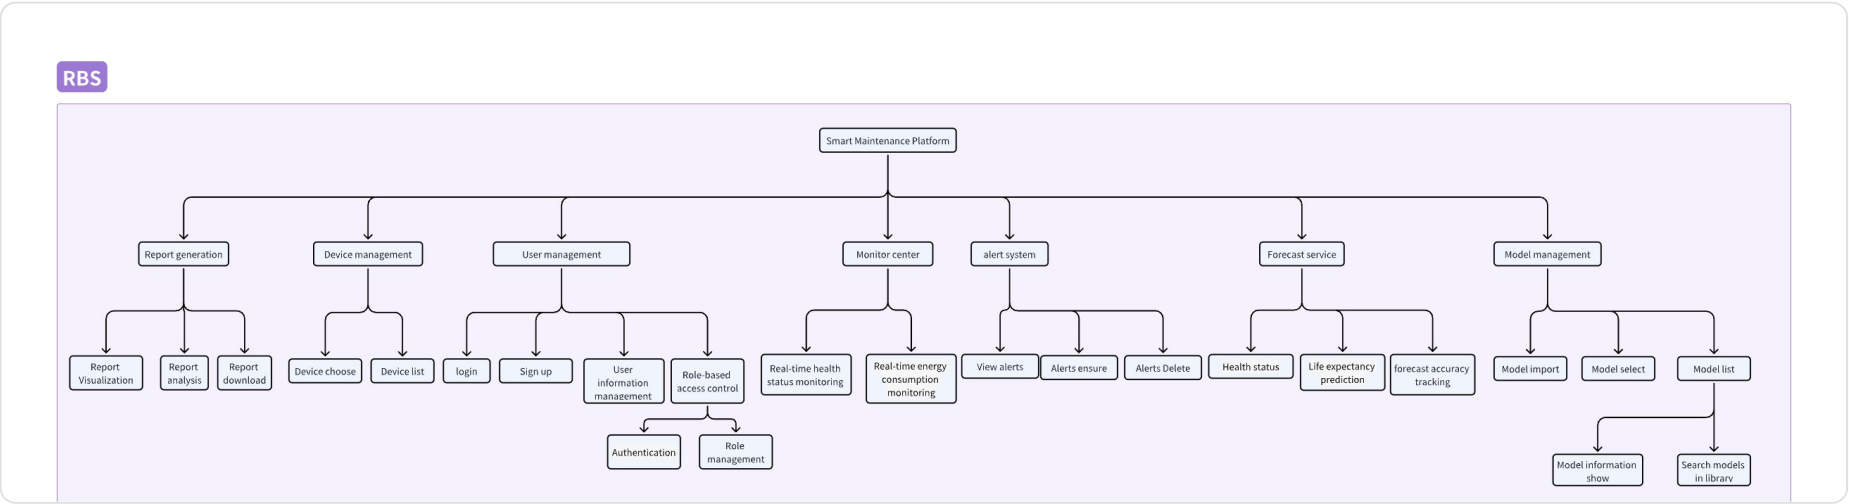 RBS
Smart Maintenance Platform
Report generation
Device management
User management
Monitor center
alert system
Forecast service
Model management
Report
Visualization
Report
analysis
Report
download
Device choose
Device list
login
Sign up
User
information
management
Role-based
access control
Real-time health
status monitoring
Real-time energy
consumption
monitoring
View alerts
Alerts ensure
Alerts Delete
Health status
Life expectancy
prediction
forecast accuracy
tracking
Model import
Model select
Model list
Authentication
Role
management
Model information
show
Search models
in library